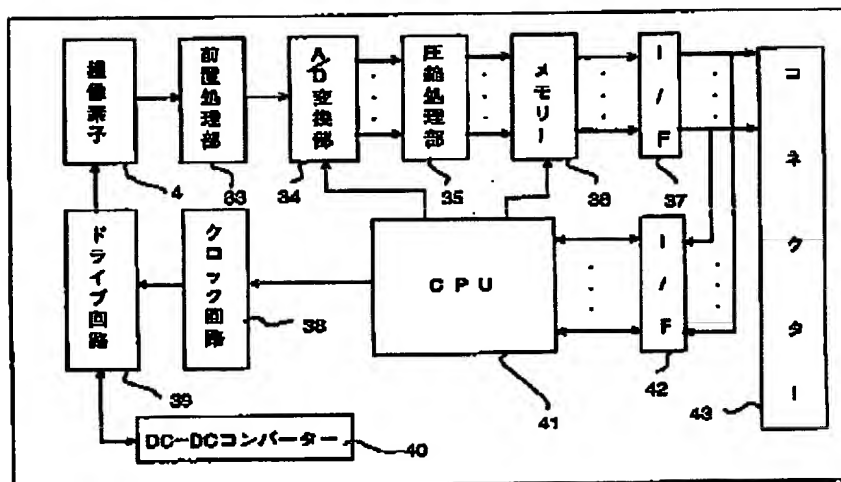 撮像素子
前置処理部
A/D変換部
圧縮処理部
メモリー
I/F
コネクター
4
33
34
35
36
37
ドライブ回路
クロック回路
CPU
I/F
38
39
41
42
43
DC-DCコンバーター
40